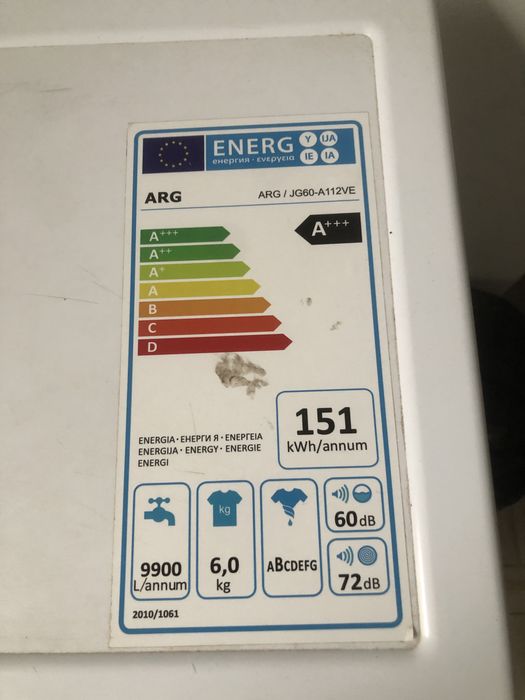 ENERG Y IJA
енергия · ενεργεια IE IA
ARG ARG / JG60-A112VE
A+++ A+++
A++
A+
A
B
C
D
151
kWh/annum
ENERGIA · ЕНЕРГИ Я · ΕΝΕΡΓΕΙΑ
ENERGIJA · ENERGY · ENERGIE
ENERGI
kg
60dB
9900
L/annum
6,0
kg
ABCDEFG
72dB
2010/1061